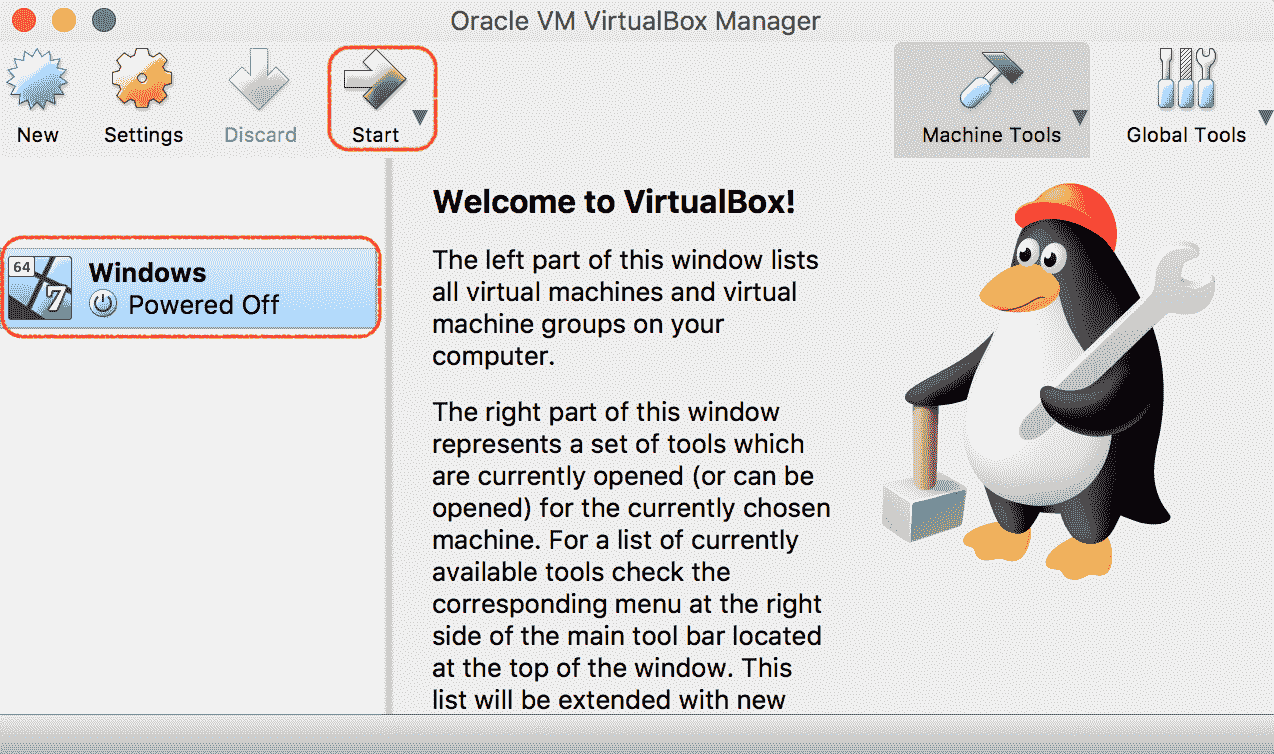 Oracle VM VirtualBox Manager
New
Settings
Discard
Start
Machine Tools
Global Tools
64
7
Windows
Powered Off
Welcome to VirtualBox!
The left part of this window lists
all virtual machines and virtual
machine groups on your
computer.
The right part of this window
represents a set of tools which
are currently opened (or can be
opened) for the currently chosen
machine. For a list of currently
available tools check the
corresponding menu at the right
side of the main tool bar located
at the top of the window. This
list will be extended with new